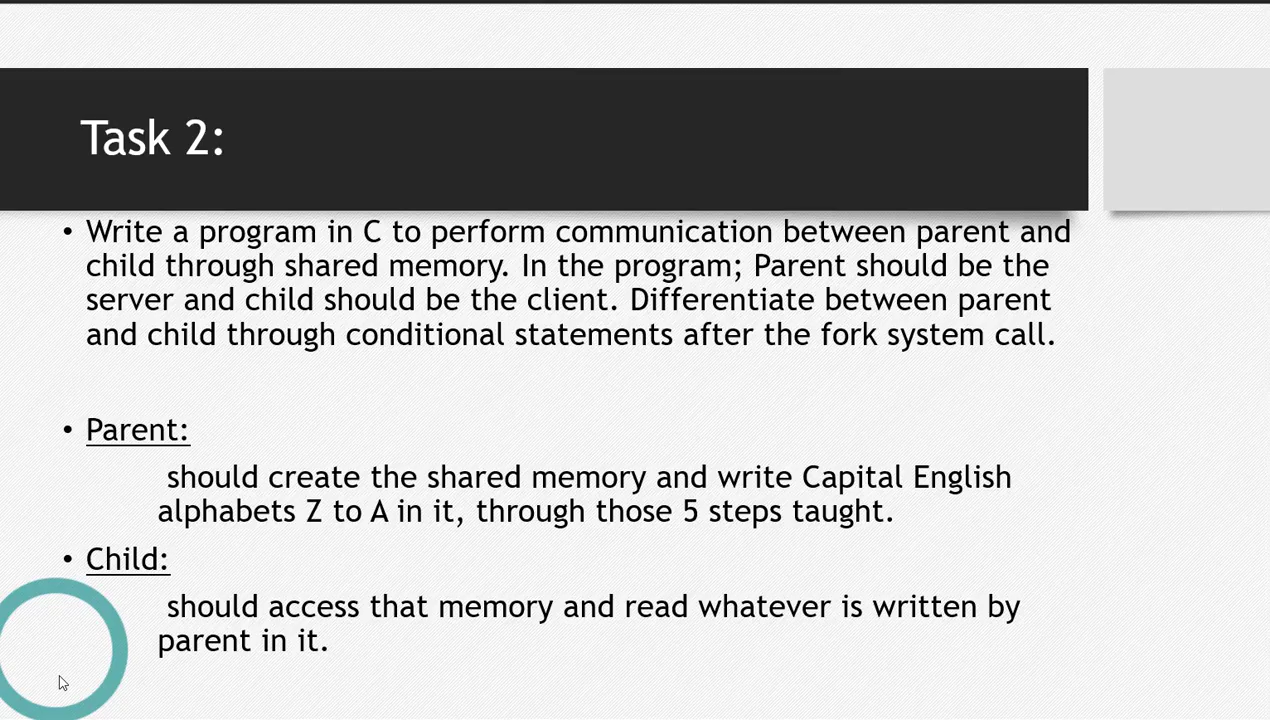 Task 2:
• Write a program in C to perform communication between parent and
child through shared memory. In the program; Parent should be the
server and child should be the client. Differentiate between parent
and child through conditional statements after the fork system call.
• Parent:
should create the shared memory and write Capital English
alphabets Z to A in it, through those 5 steps taught.
• Child:
should access that memory and read whatever is written by
parent in it.